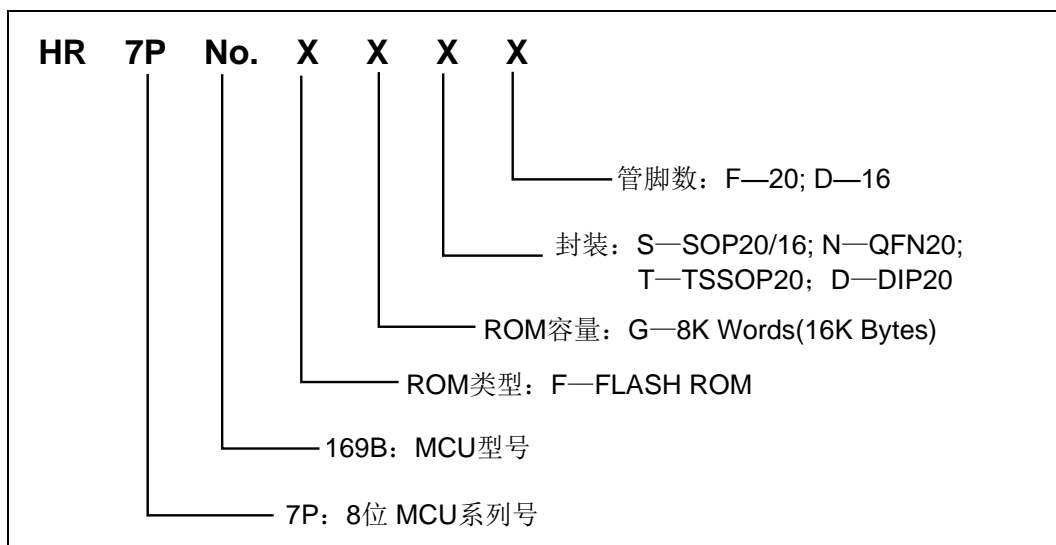 HR 7P No. X X X X
管脚数：F—20; D—16
封装：S—SOP20/16; N—QFN20;
T—TSSOP20；D—DIP20
ROM容量：G—8K Words(16K Bytes)
ROM类型：F—FLASH ROM
169B：MCU型号
7P：8位 MCU系列号